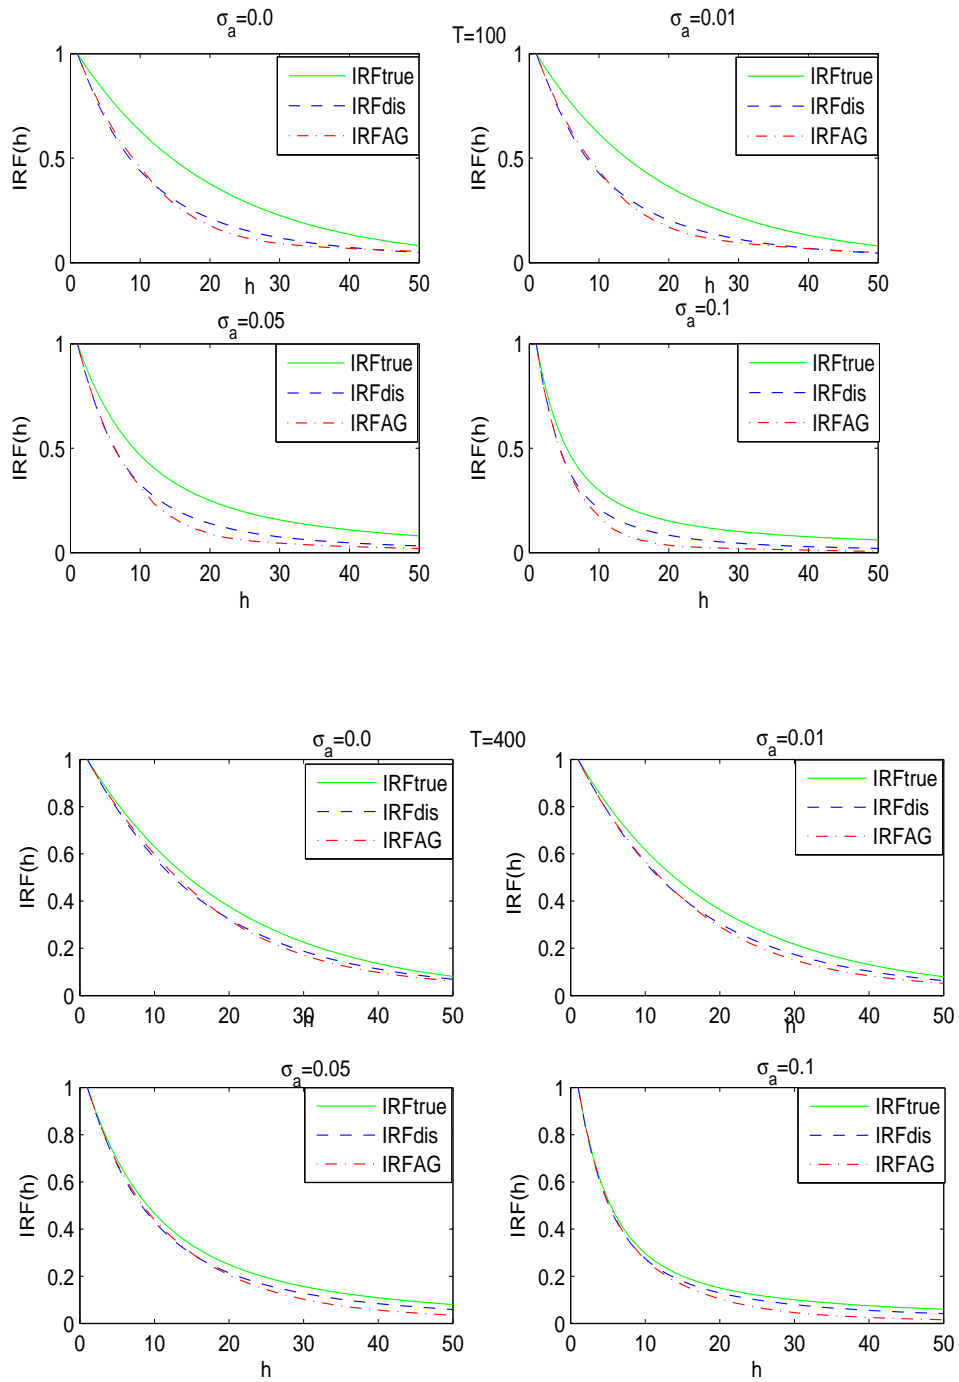 σa=0.0
T=100
σa=0.01
1
0.5
0
IRF(h)
IRFtrue
IRFdis
IRFAG
0 10 20 30 40 50
h
1
0.5
0
IRF(h)
IRFtrue
IRFdis
IRFAG
0 10 20 30 40 50
h
σa=0.05
σa=0.1
1
0.5
0
IRF(h)
IRFtrue
IRFdis
IRFAG
0 10 20 30 40 50
h
1
0.5
0
IRF(h)
IRFtrue
IRFdis
IRFAG
0 10 20 30 40 50
h
σa=0.0
T=400
σa=0.01
1
0.8
0.6
0.4
0.2
0
IRF(h)
IRFtrue
IRFdis
IRFAG
0 10 20 30 40 50
h
1
0.8
0.6
0.4
0.2
0
IRF(h)
IRFtrue
IRFdis
IRFAG
0 10 20 30 40 50
h
σa=0.05
σa=0.1
1
0.8
0.6
0.4
0.2
0
IRF(h)
IRFtrue
IRFdis
IRFAG
0 10 20 30 40 50
h
1
0.8
0.6
0.4
0.2
0
IRF(h)
IRFtrue
IRFdis
IRFAG
0 10 20 30 40 50
h